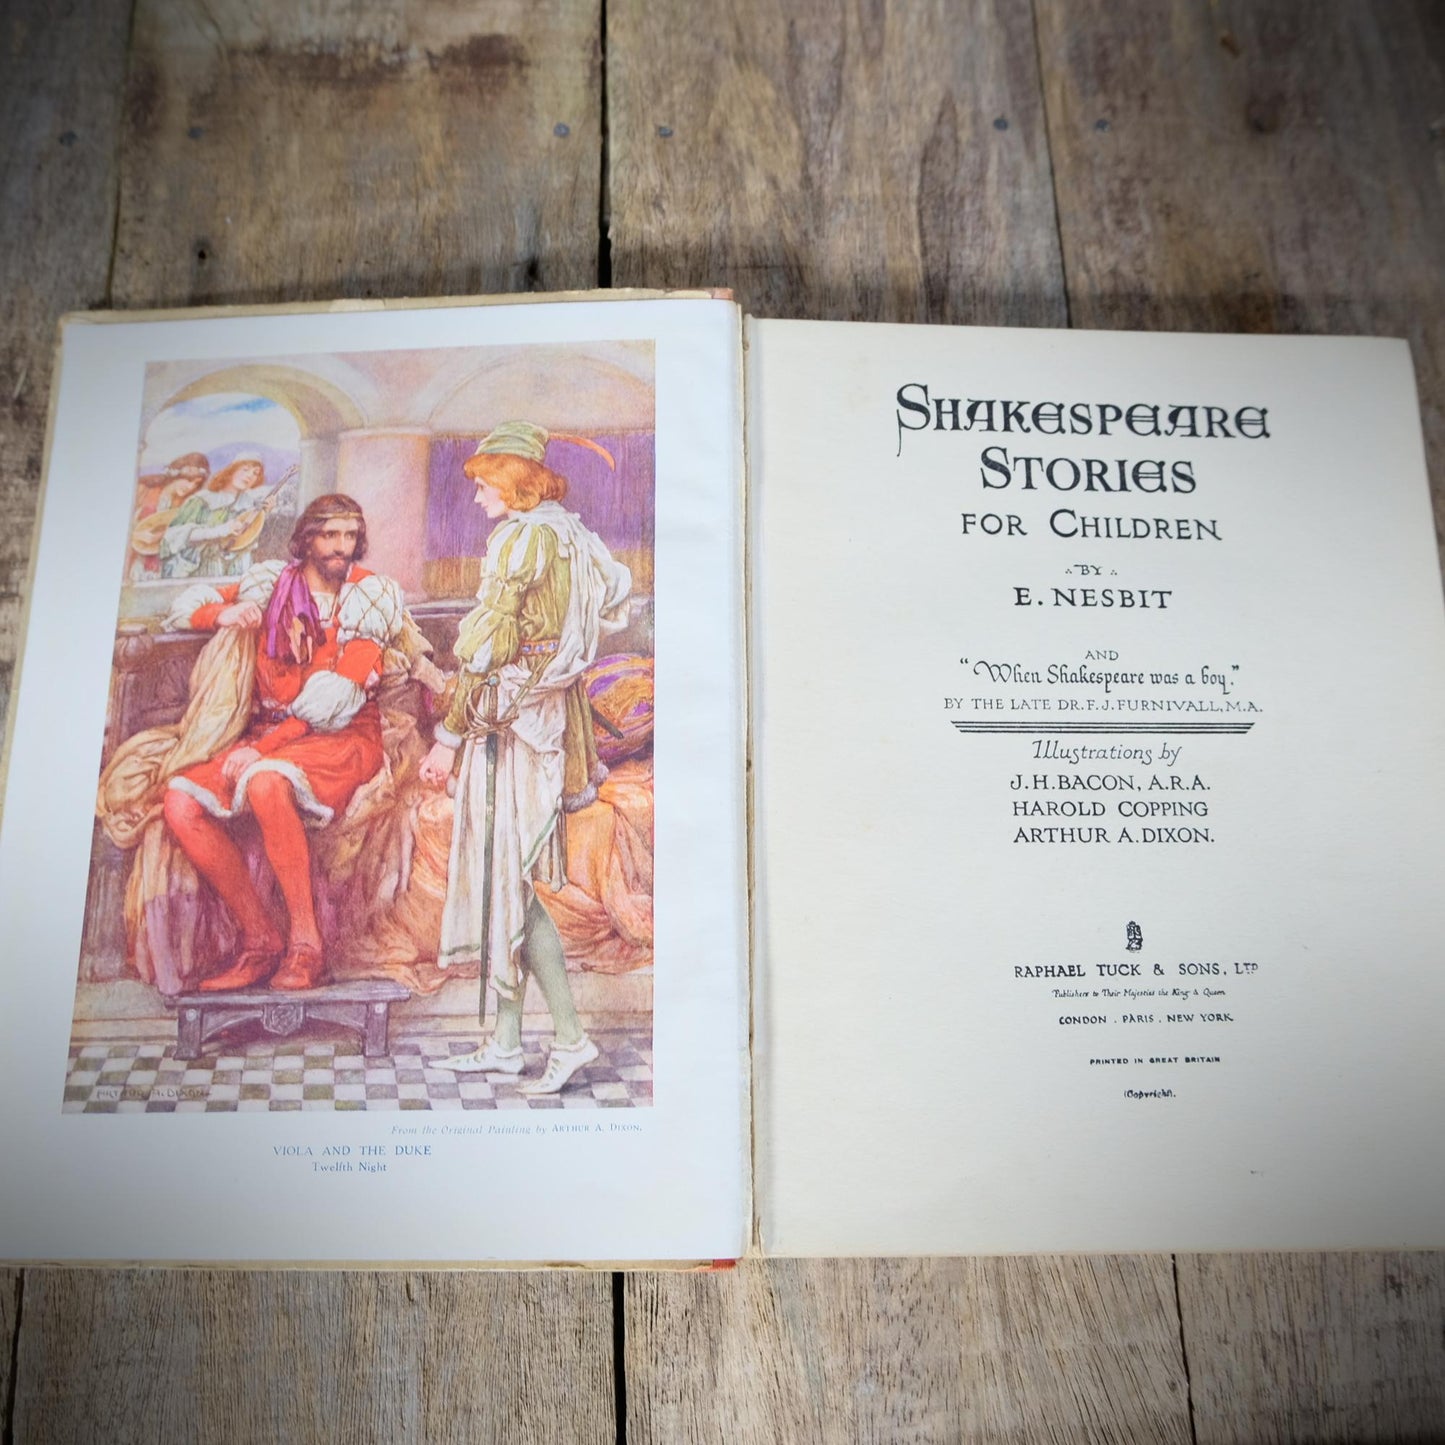 ARTHUR A. DIXON
From the Original Painting by ARTHUR A. DIXON.
VIOLA AND THE DUKE
Twelfth Night
SHAKESPEARE
STORIES
FOR CHILDREN
∴ BY ∴
E. NESBIT
AND
"When Shakespeare was a boy."
BY THE LATE DR. F. J. FURNIVALL, M.A.
Illustrations by
J. H. BACON, A.R.A.
HAROLD COPPING
ARTHUR A. DIXON.
RAPHAEL TUCK & SONS, LTD
Publishers to Their Majesties the King & Queen
LONDON . PARIS . NEW YORK
PRINTED IN GREAT BRITAIN
(Copyright).